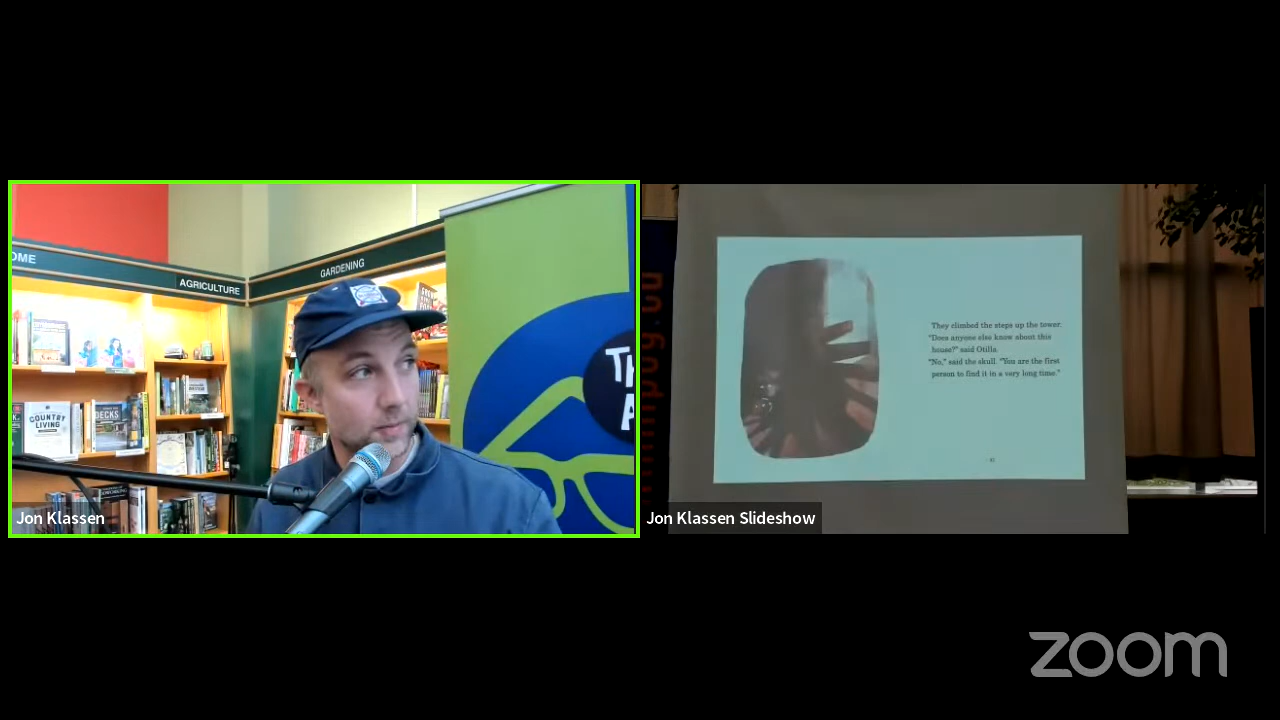 OME
AGRICULTURE
GARDENING
COUNTRY
LIVING
DECKS
TH
A
Jon Klassen
They climbed the steps up the tower.
"Does anyone else know about this
house?" said Otilla.
"No," said the skull. "You are the first
person to find it in a very long time."
Jon Klassen Slideshow
zoom